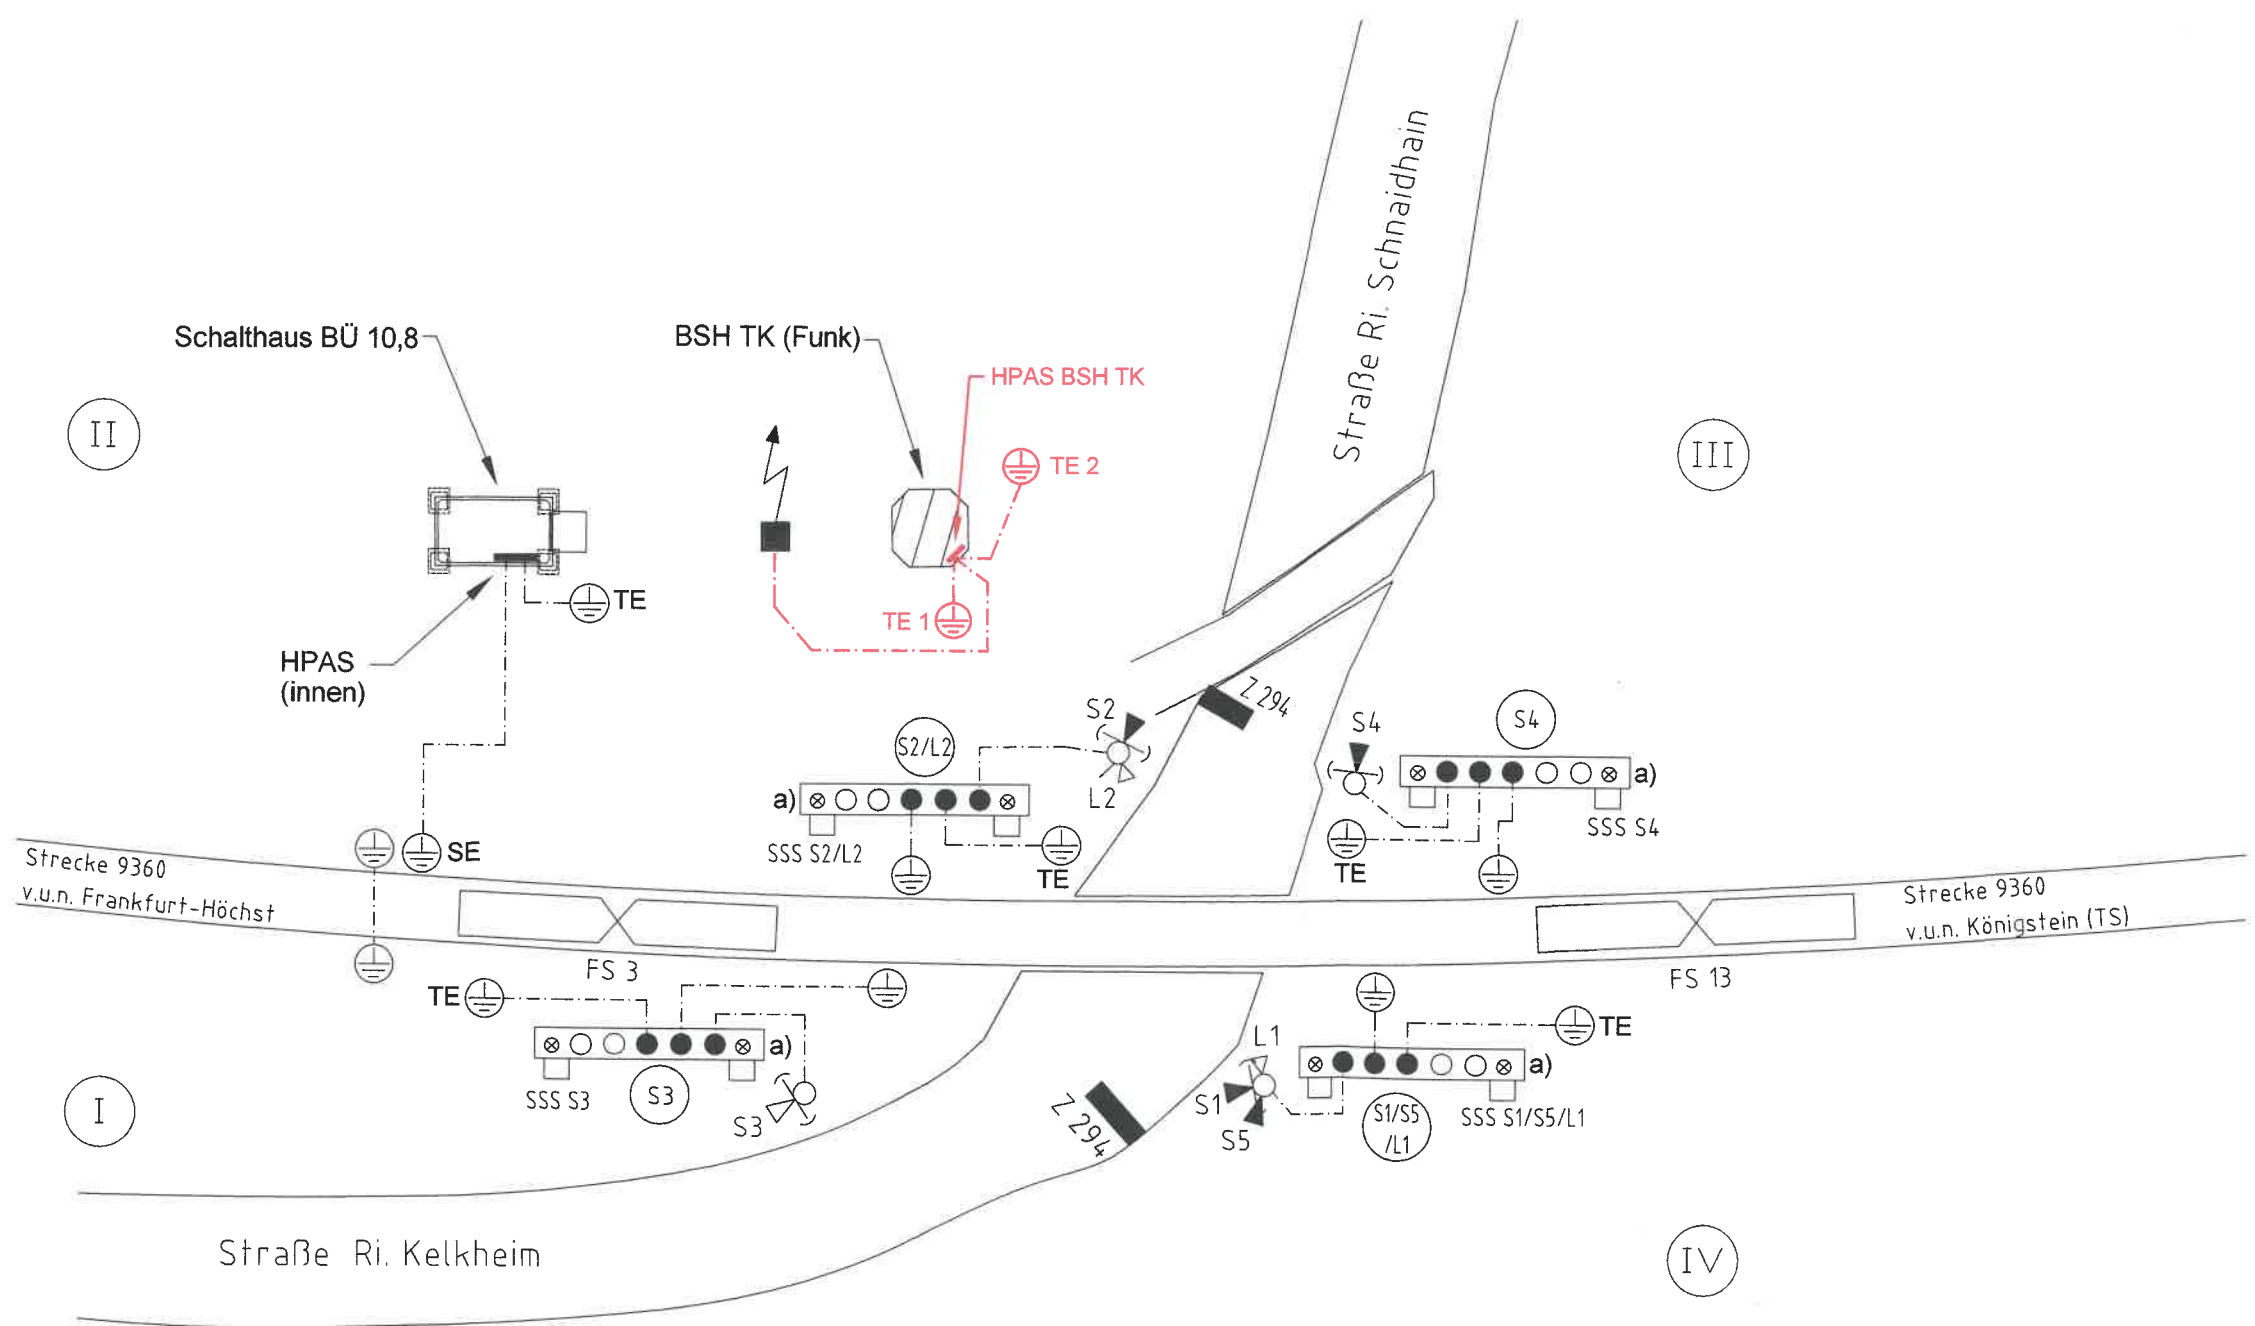 Straße Ri. Schnaidhain
Schalthaus BÜ 10,8
BSH TK (Funk)
HPAS BSH TK
II
III
TE 2
TE
TE 1
HPAS
(innen)
S2
Z 294
S4
S4
S2/L2
L2
a)
a)
SSS S4
SSS S2/L2
TE
TE
SE
Strecke 9360
v.u.n. Frankfurt-Höchst
Strecke 9360
v.u.n. Königstein (TS)
FS 3
FS 13
TE
TE
a)
L1
a)
SSS S3
S3
S3
S1
S5
S1/S5
/L1
SSS S1/S5/L1
I
Z 294
Straße Ri. Kelkheim
IV